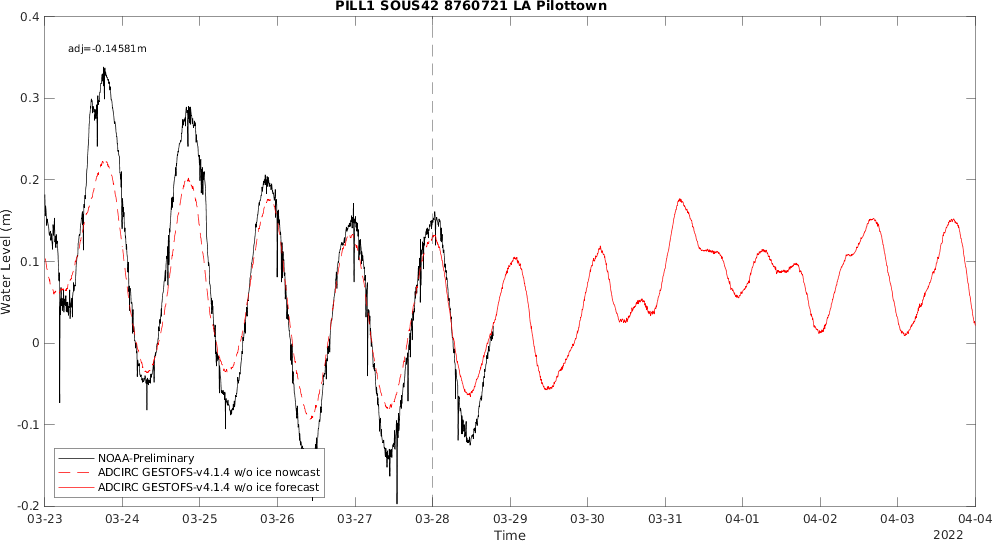 PILL1 SOUS42 8760721 LA Pilottown
adj=-0.14581m
Water Level (m)
0.4
0.3
0.2
0.1
0
-0.1
-0.2
NOAA-Preliminary
ADCIRC GESTOFS-v4.1.4 w/o ice nowcast
ADCIRC GESTOFS-v4.1.4 w/o ice forecast
03-23 03-24 03-25 03-26 03-27 03-28 03-29 03-30 03-31 04-01 04-02 04-03 04-04
Time
2022